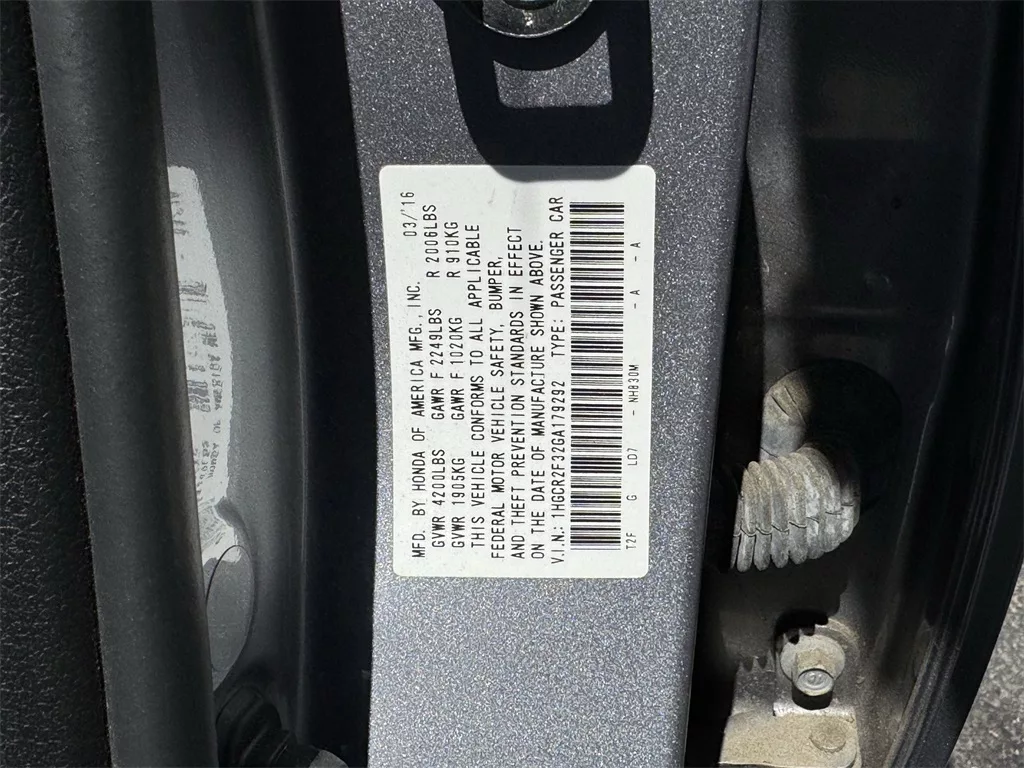 MFD. BY HONDA OF AMERICA MFG., INC. 03/'16
GVWR 4200LBS GAWR F 2249LBS R 2006LBS
GVWR 1905KG GAWR F 1020KG R 910KG
THIS VEHICLE CONFORMS TO ALL APPLICABLE
FEDERAL MOTOR VEHICLE SAFETY, BUMPER,
AND THEFT PREVENTION STANDARDS IN EFFECT
ON THE DATE OF MANUFACTURE SHOWN ABOVE.
V.I.N.: 1HGCR2F32GA179292 TYPE: PASSENGER CAR
T2F G LD7 - NH830M - A - A